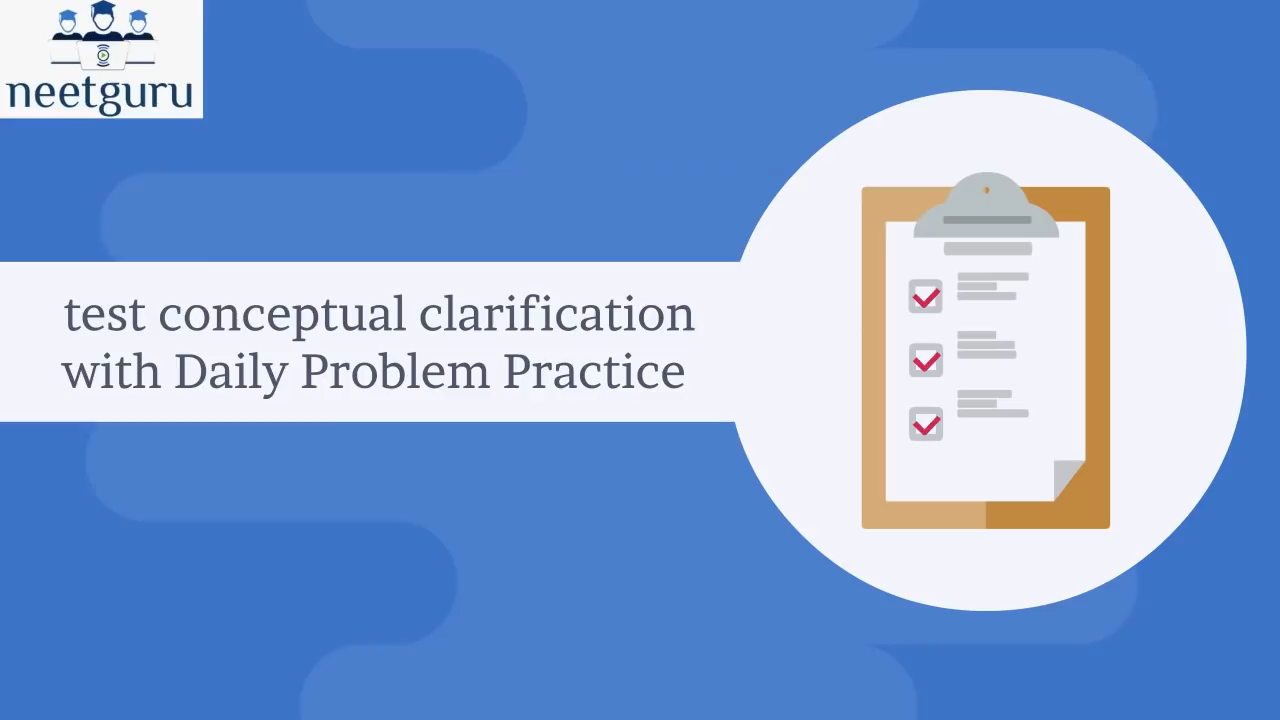 neetguru
test conceptual clarification
with Daily Problem Practice